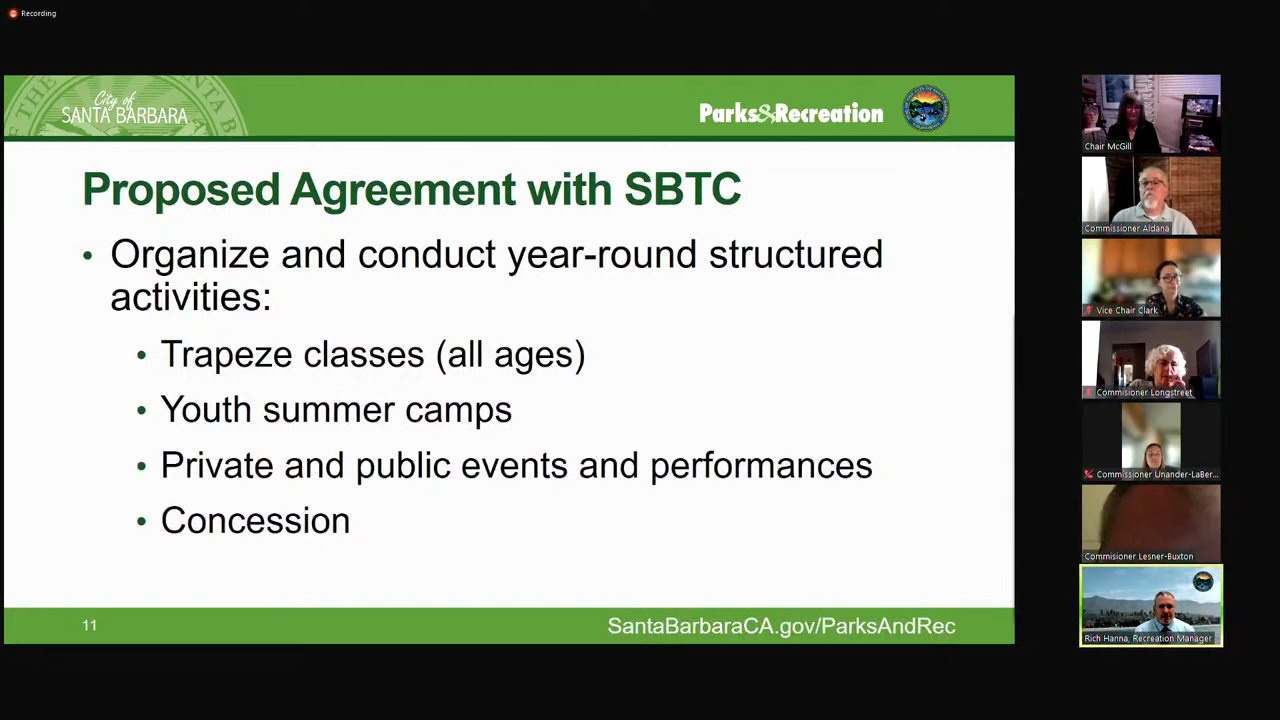 Recording
City of
SANTA BARBARA
Parks&Recreation
Proposed Agreement with SBTC
• Organize and conduct year-round structured
activities:
• Trapeze classes (all ages)
• Youth summer camps
• Private and public events and performances
• Concession
11
SantaBarbaraCA.gov/ParksAndRec
Chair McGill
Commissioner Aldana
Vice Chair Clark
Commisioner Longstreet
Commissioner Unander-LaBer...
Commisioner Lesner-Buxton
Rich Hanna, Recreation Manager